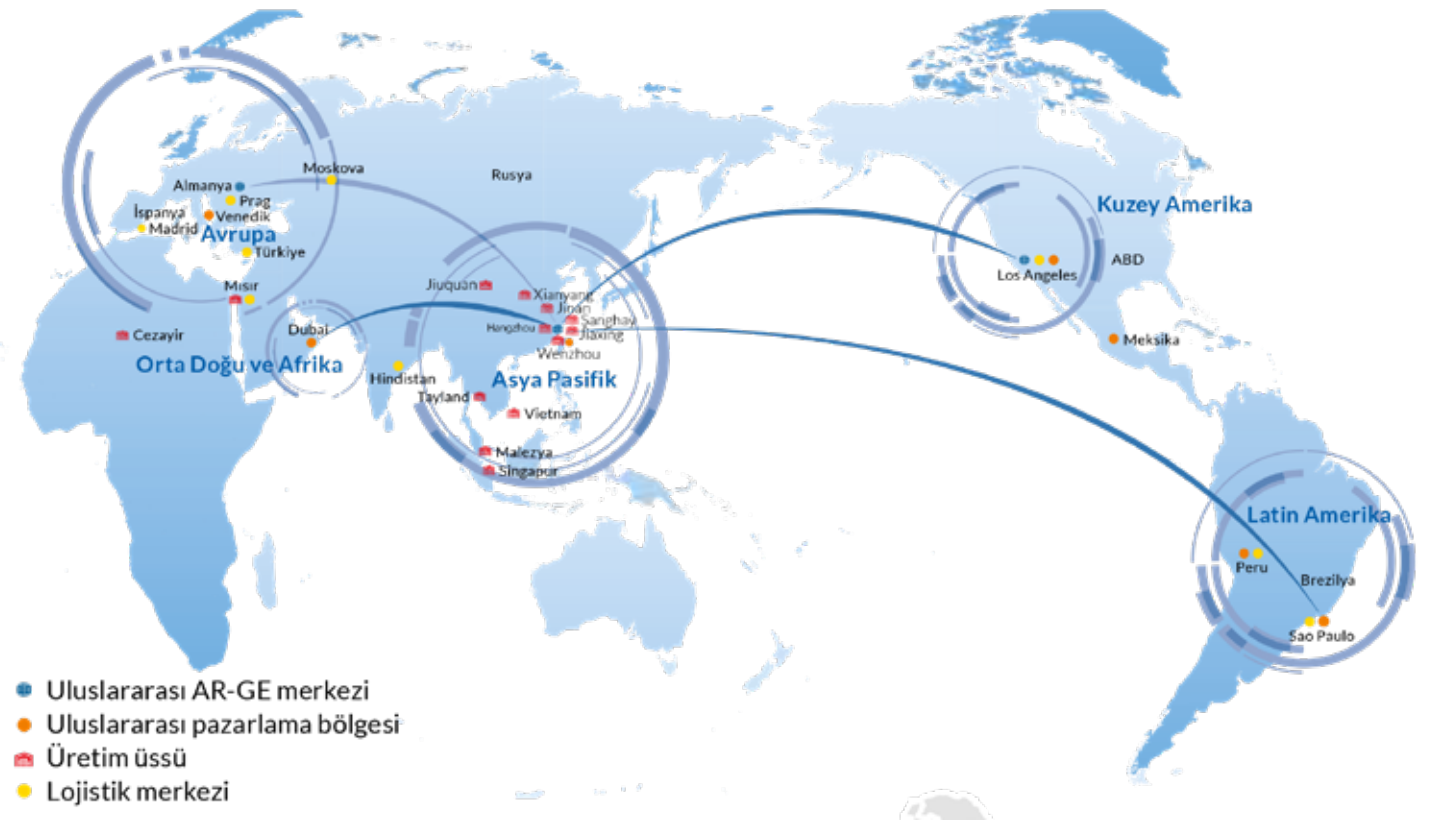 Moskova
Rusya
Almanya
Prag
İspanya
Venedik
Madrid
Avrupa
Türkiye
Mısır
Cezayir
Dubai
Orta Doğu ve Afrika
Hindistan
Jiuquan
Xianyang
Jinan
Sanghay
Hangzhou
Jiaxing
Wenzhou
Asya Pasifik
Tayland
Vietnam
Malezya
Singapur
Kuzey Amerika
ABD
Los Angeles
Meksika
Latin Amerika
Peru
Brezilya
Sao Paulo
Uluslararası AR-GE merkezi
Uluslararası pazarlama bölgesi
Üretim üssü
Lojistik merkezi